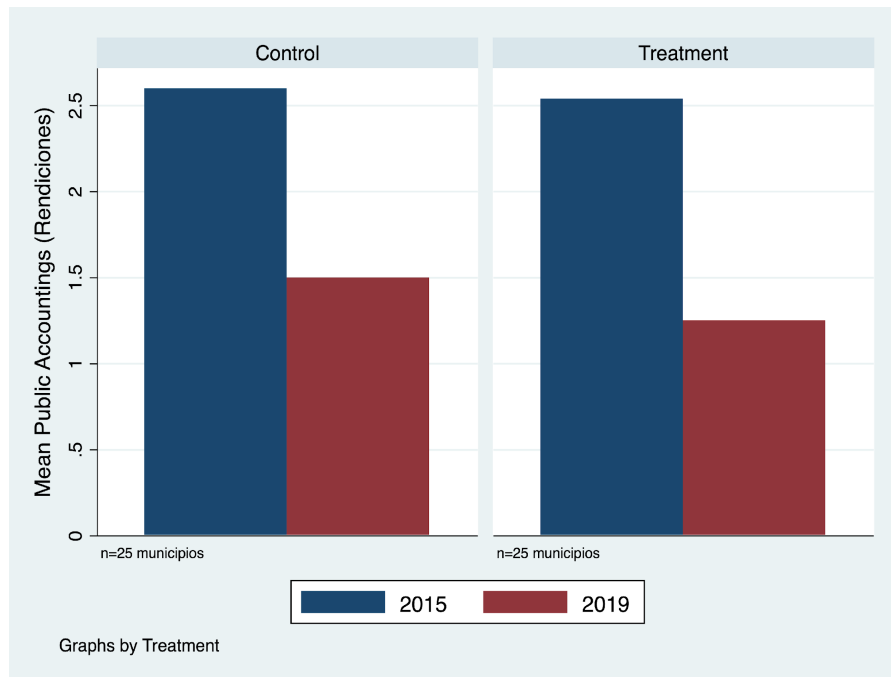 Control
Treatment
Mean Public Accountings (Rendiciones)
2.5
2
1.5
1
.5
0
n=25 municipios
n=25 municipios
2015
2019
Graphs by Treatment